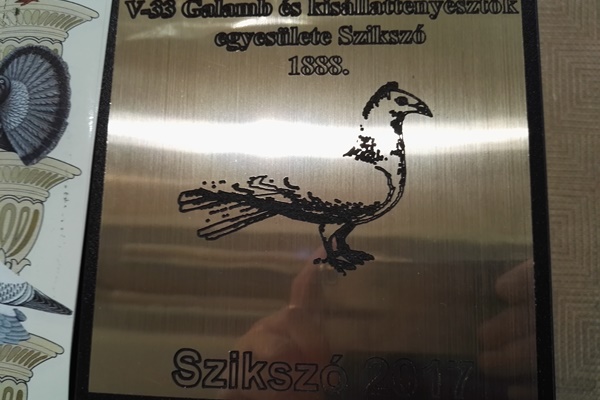 V-33 Galamb és kisállattenyésztők
egyesülete Szikszó
1888.
Szikszó 2017